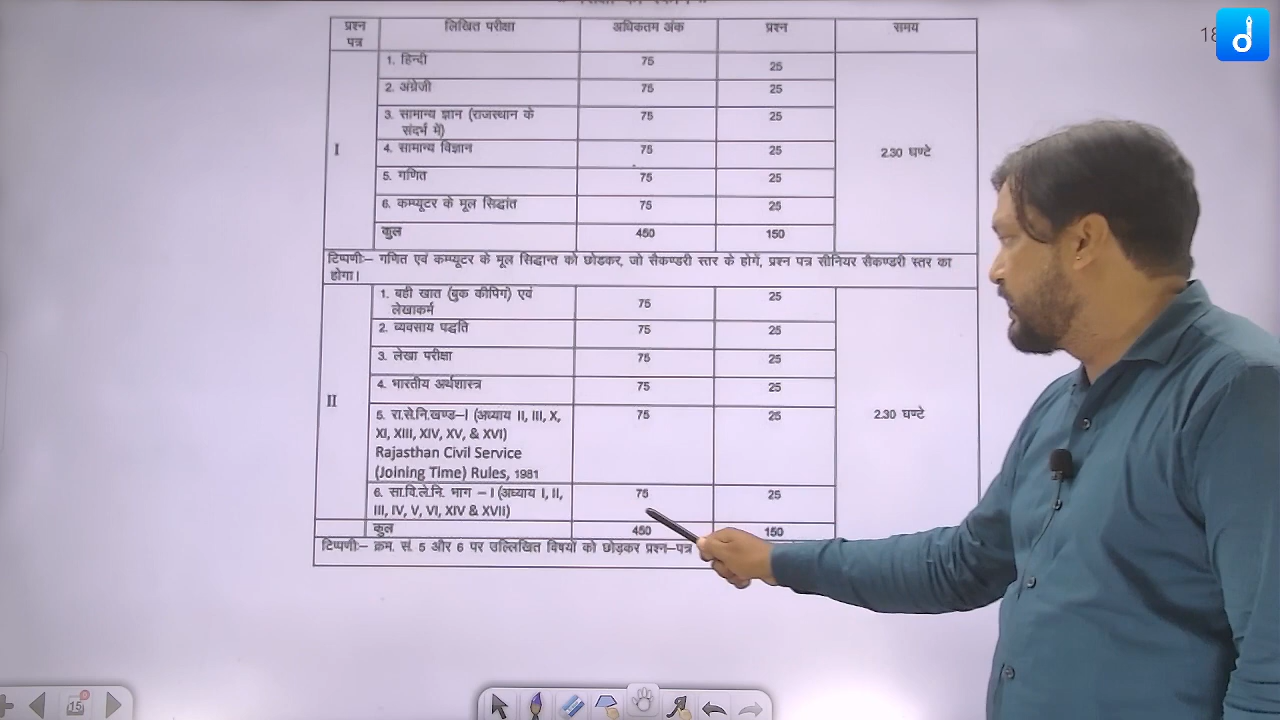 प्रश्न पत्र
लिखित परीक्षा
अधिकतम अंक
प्रश्न
समय
I
1. हिन्दी 75 25
2. अंग्रेजी 75 25
3. सामान्य ज्ञान (राजस्थान के 75 25
संदर्भ में)
4. सामान्य विज्ञान 75 25
2.30 घण्टे
5. गणित 75 25
6. कम्प्यूटर के मूल सिद्धांत 75 25
कुल 450 150
टिप्पणीः– गणित एवं कम्प्यूटर के मूल सिद्धान्त को छोडकर, जो सैकण्डरी स्तर के होगें, प्रश्न पत्र सीनियर सैकण्डरी स्तर का
होगा।
II
1. बही खात (बुक कीपिंग) एवं 75 25
लेखाकर्म
2. व्यवसाय पद्धति 75 25
3. लेखा परीक्षा 75 25
4. भारतीय अर्थशास्त्र 75 25
5. रा.से.नि.खण्ड–I (अध्याय II, III, X, 75 25
2.30 घण्टे
XI, XIII, XIV, XV, & XVI)
Rajasthan Civil Service
(Joining Time) Rules, 1981
6. सा.वि.ले.नि. भाग – I (अध्याय I, II, 75 25
III, IV, V, VI, XIV & XVII)
कुल 450 150
टिप्पणीः– क्रम. सं. 5 और 6 पर उल्लिखित विषयों को छोड़कर प्रश्न–पत्र
15